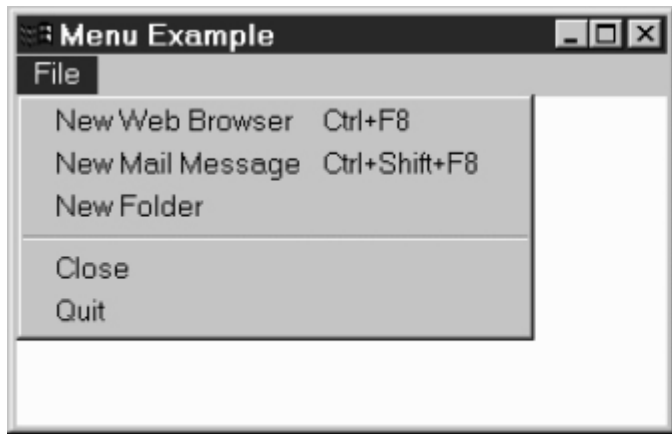 Menu Example
File
New Web Browser Ctrl+F8
New Mail Message Ctrl+Shift+F8
New Folder
Close
Quit